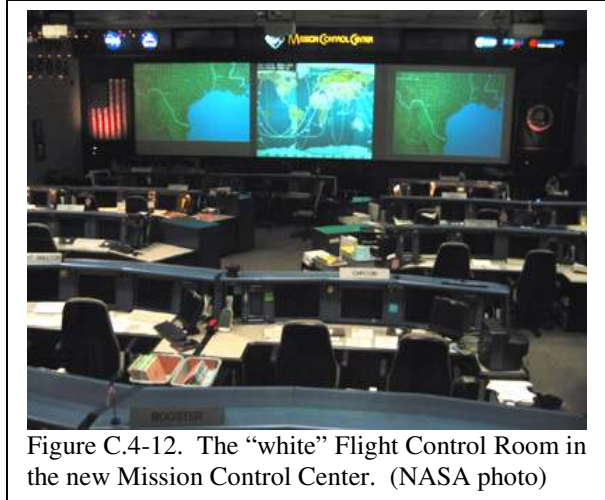 MISSION CONTROL CENTER
CAPCOM
BOOSTER
Figure C.4-12. The “white” Flight Control Room in
the new Mission Control Center. (NASA photo)